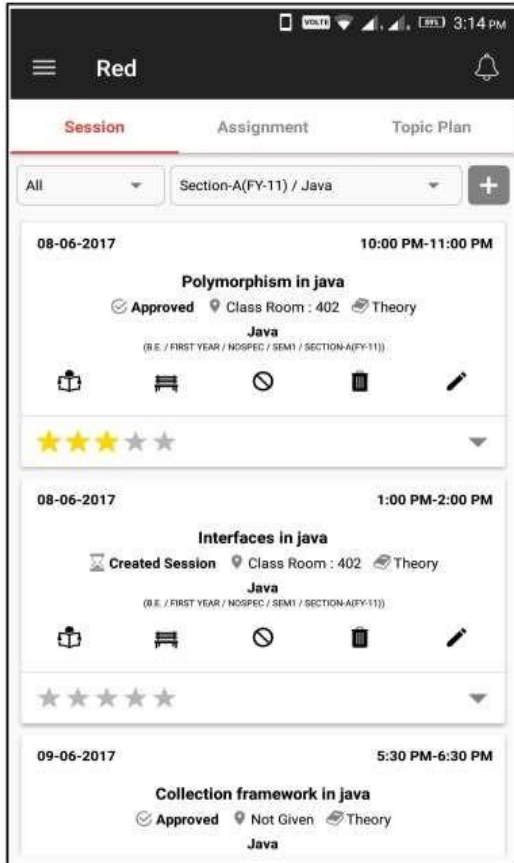 VOLTE 89% 3:14 PM
Red
Session Assignment Topic Plan
All Section-A(FY-11) / Java +
08-06-2017 10:00 PM-11:00 PM
Polymorphism in java
Approved Class Room : 402 Theory
Java
(B.E. / FIRST YEAR / NOSPEC / SEM1 / SECTION-A(FY-11))
08-06-2017 1:00 PM-2:00 PM
Interfaces in java
Created Session Class Room : 402 Theory
Java
(B.E. / FIRST YEAR / NOSPEC / SEM1 / SECTION-A(FY-11))
09-06-2017 5:30 PM-6:30 PM
Collection framework in java
Approved Not Given Theory
Java